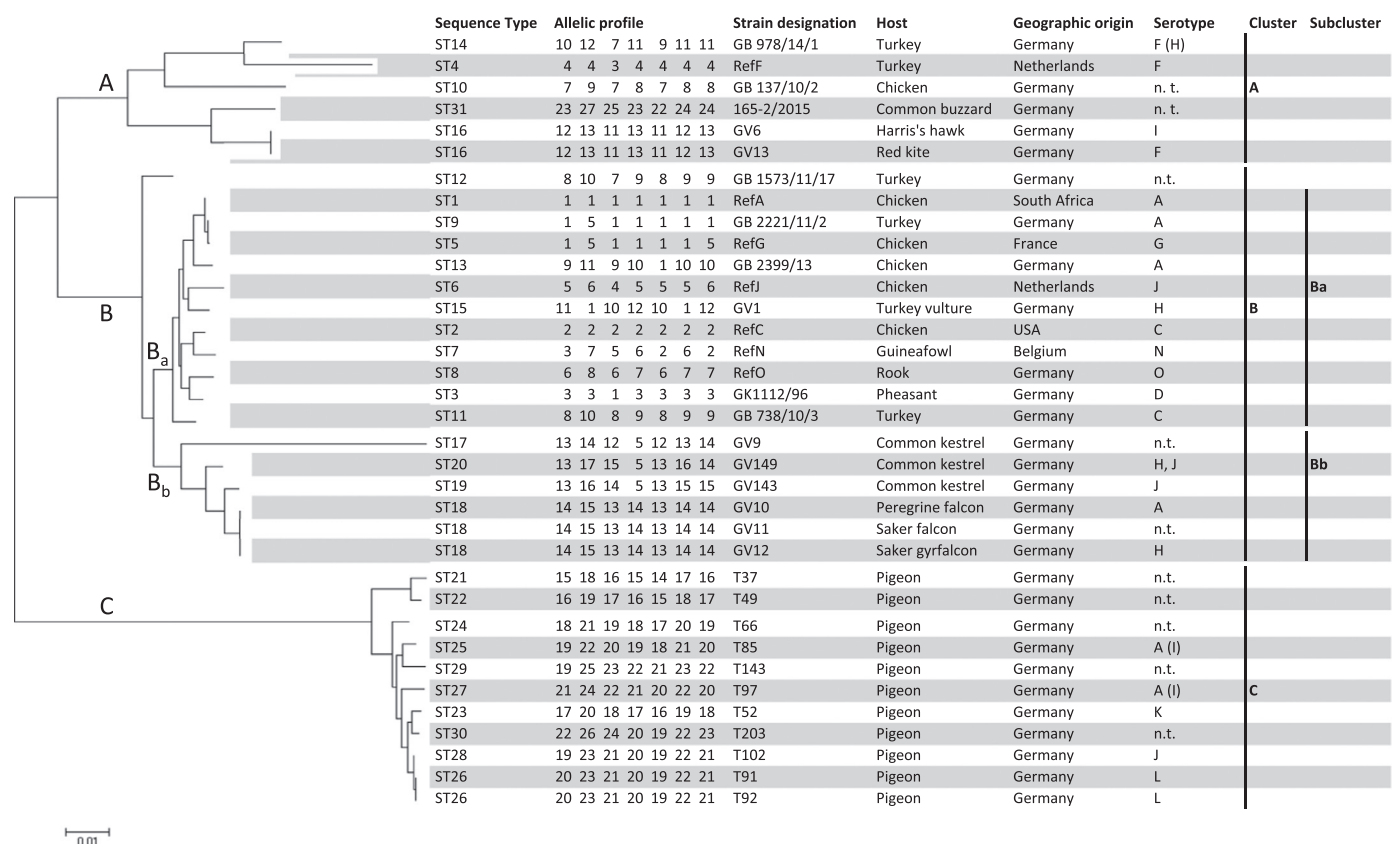 Sequence Type Allelic profile Strain designation Host Geographic origin Serotype Cluster Subcluster
ST14 10 12 7 11 9 11 11 GB 978/14/1 Turkey Germany F (H)
ST4 4 4 3 4 4 4 4 RefF Turkey Netherlands F
A ST10 7 9 7 8 7 8 8 GB 137/10/2 Chicken Germany n. t. A
ST31 23 27 25 23 22 24 24 165-2/2015 Common buzzard Germany n. t.
ST16 12 13 11 13 11 12 13 GV6 Harris's hawk Germany I
ST16 12 13 11 13 11 12 13 GV13 Red kite Germany F
ST12 8 10 7 9 8 9 9 GB 1573/11/17 Turkey Germany n.t.
ST1 1 1 1 1 1 1 1 RefA Chicken South Africa A
ST9 1 5 1 1 1 1 1 GB 2221/11/2 Turkey Germany A
ST5 1 5 1 1 1 1 5 RefG Chicken France G
ST13 9 11 9 10 1 10 10 GB 2399/13 Chicken Germany A
ST6 5 6 4 5 5 5 6 RefJ Chicken Netherlands J Ba
B ST15 11 1 10 12 10 1 12 GV1 Turkey vulture Germany H B
ST2 2 2 2 2 2 2 2 RefC Chicken USA C
Ba ST7 3 7 5 6 2 6 2 RefN Guineafowl Belgium N
ST8 6 8 6 7 6 7 7 RefO Rook Germany O
ST3 3 3 1 3 3 3 3 GK1112/96 Pheasant Germany D
ST11 8 10 8 9 8 9 9 GB 738/10/3 Turkey Germany C
ST17 13 14 12 5 12 13 14 GV9 Common kestrel Germany n.t.
ST20 13 17 15 5 13 16 14 GV149 Common kestrel Germany H, J Bb
Bb ST19 13 16 14 5 13 15 15 GV143 Common kestrel Germany J
ST18 14 15 13 14 13 14 14 GV10 Peregrine falcon Germany A
ST18 14 15 13 14 13 14 14 GV11 Saker falcon Germany n.t.
ST18 14 15 13 14 13 14 14 GV12 Saker gyrfalcon Germany H
ST21 15 18 16 15 14 17 16 T37 Pigeon Germany n.t.
C ST22 16 19 17 16 15 18 17 T49 Pigeon Germany n.t.
ST24 18 21 19 18 17 20 19 T66 Pigeon Germany n.t.
ST25 19 22 20 19 18 21 20 T85 Pigeon Germany A (I)
ST29 19 25 23 22 21 23 22 T143 Pigeon Germany n.t.
ST27 21 24 22 21 20 22 20 T97 Pigeon Germany A (I) C
ST23 17 20 18 17 16 19 18 T52 Pigeon Germany K
ST30 22 26 24 20 19 22 23 T203 Pigeon Germany n.t.
ST28 19 23 21 20 19 22 21 T102 Pigeon Germany J
ST26 20 23 21 20 19 22 21 T91 Pigeon Germany L
ST26 20 23 21 20 19 22 21 T92 Pigeon Germany L
0.01